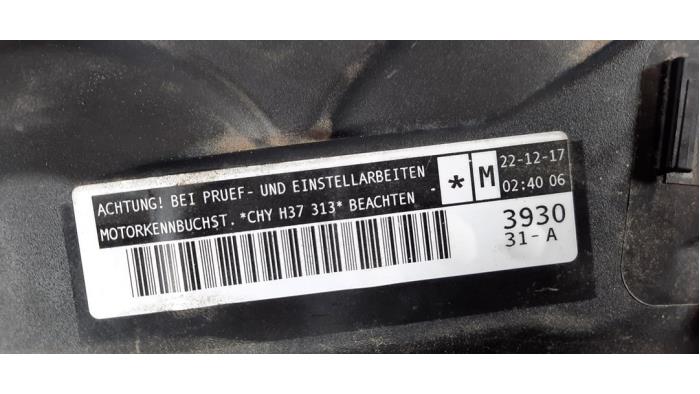 ACHTUNG! BEI PRUEF- UND EINSTELLARBEITEN
MOTORKENNBUCHST. *CHY H37 313* BEACHTEN .
* M
22-12-17
02:40 06
3930
31-A